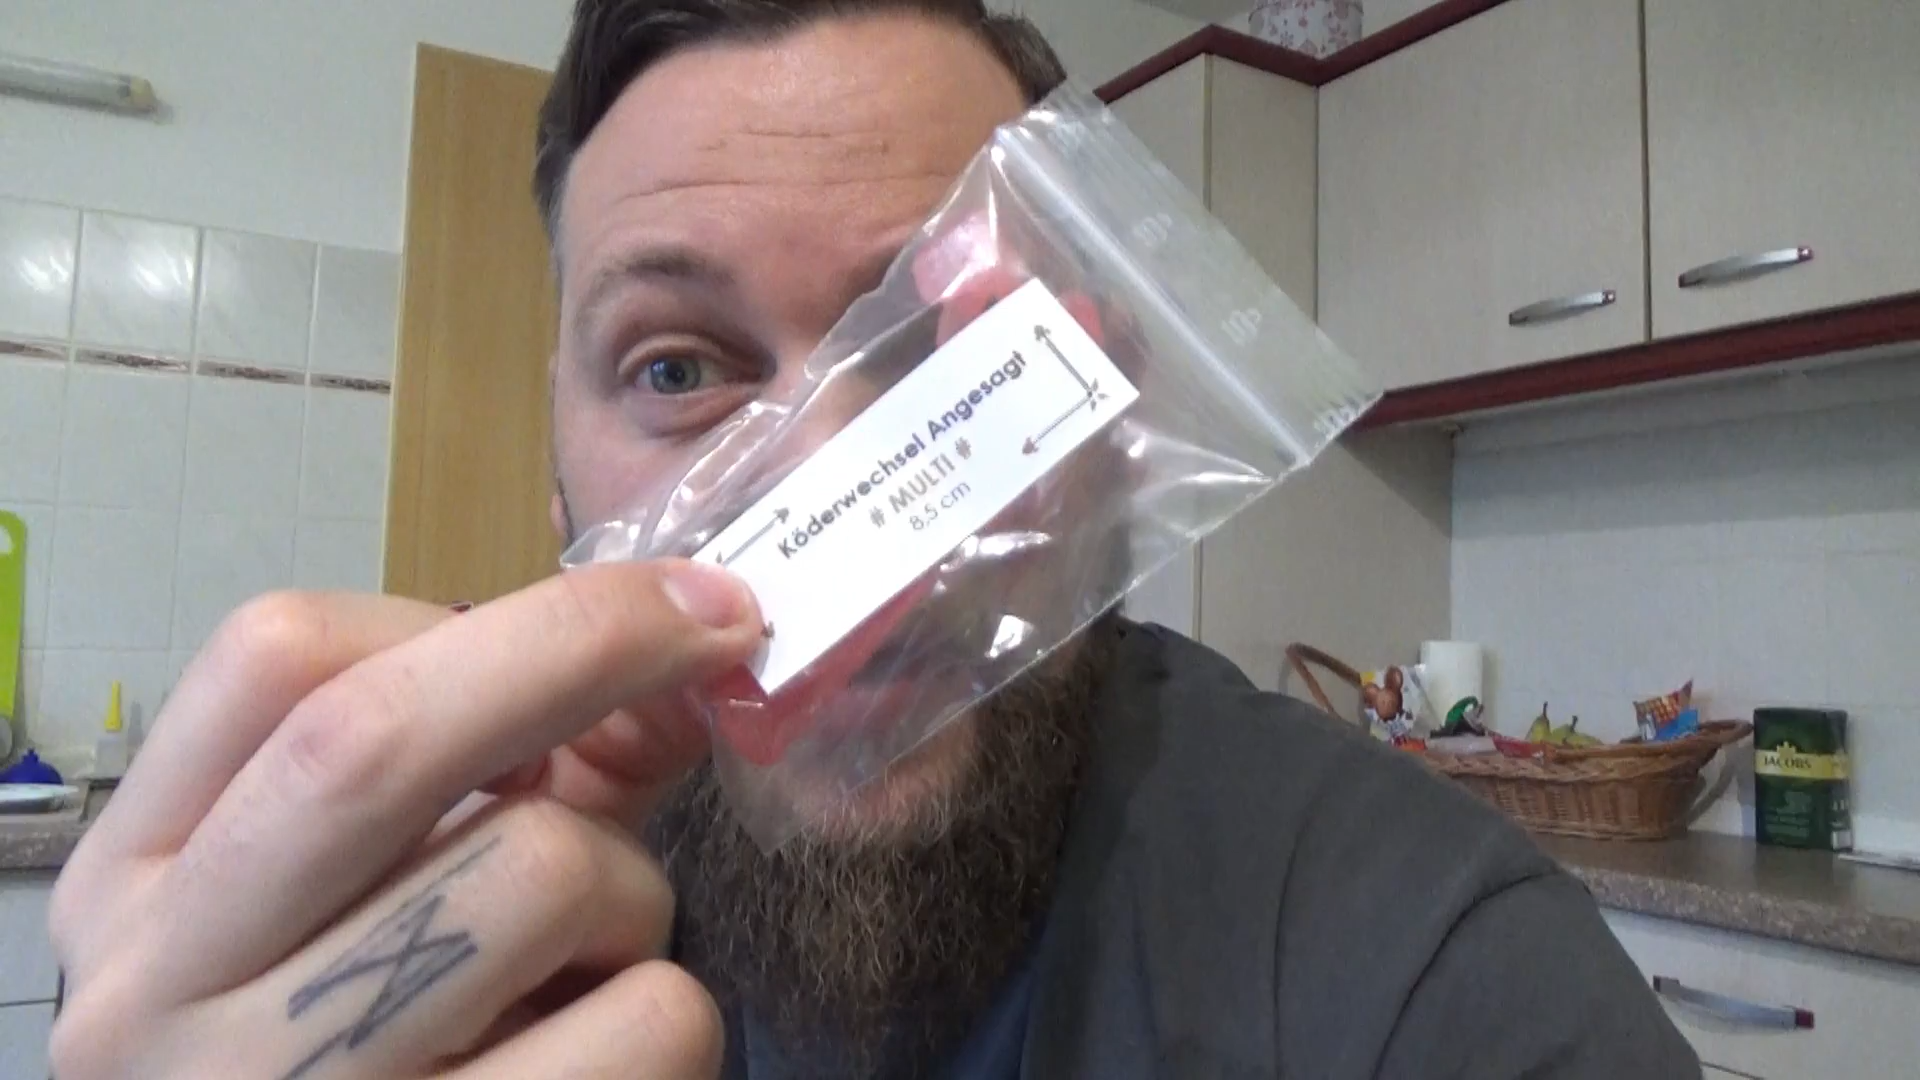 Köderwechsel Angesagt
# MULTI #
8,5 cm
JACOBS